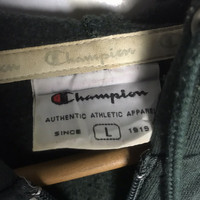 Champion
Champion
AUTHENTIC ATHLETIC APPAREL
SINCE L 1919